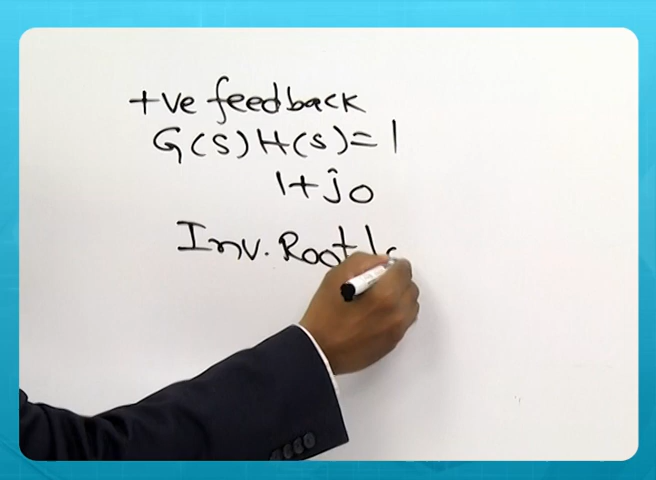 +ve feedback
G(s)H(s)=1
1+j0
Inv. Root